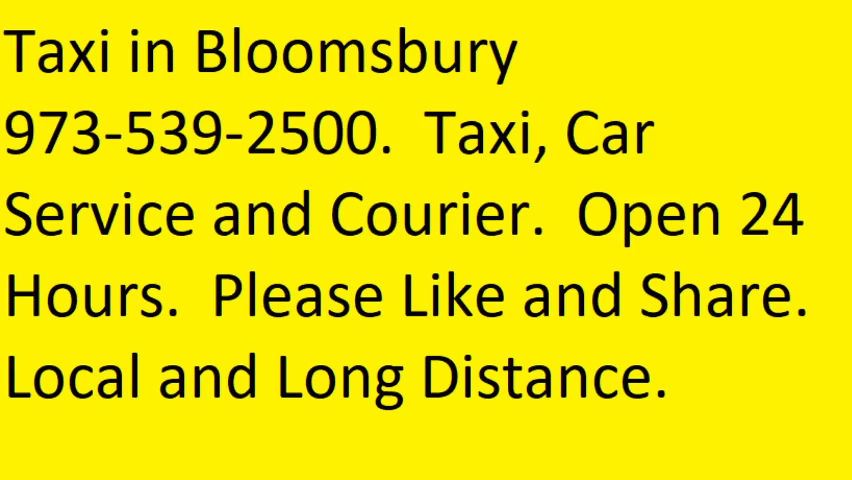 Taxi in Bloomsbury
973-539-2500.  Taxi, Car
Service and Courier.  Open 24
Hours.  Please Like and Share.
Local and Long Distance.